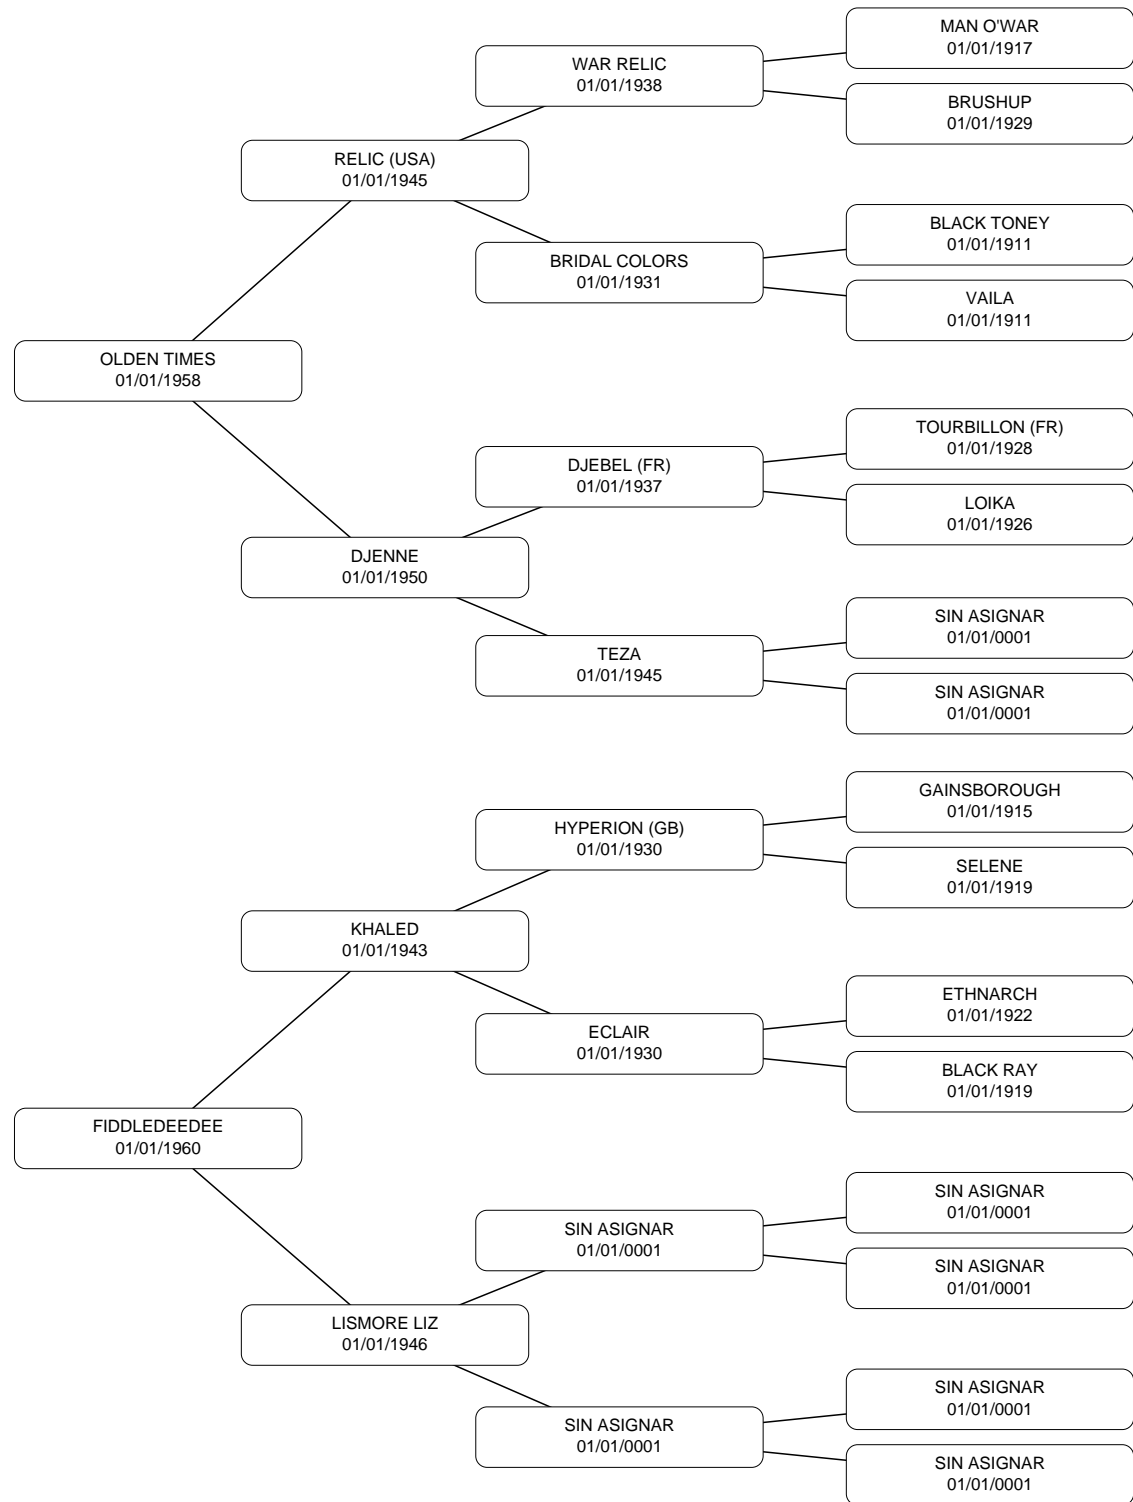 MAN O'WAR
01/01/1917
WAR RELIC
01/01/1938
BRUSHUP
01/01/1929
RELIC (USA)
01/01/1945
BLACK TONEY
01/01/1911
BRIDAL COLORS
01/01/1931
VAILA
01/01/1911
OLDEN TIMES
01/01/1958
TOURBILLON (FR)
01/01/1928
DJEBEL (FR)
01/01/1937
LOIKA
01/01/1926
DJENNE
01/01/1950
SIN ASIGNAR
01/01/0001
TEZA
01/01/1945
SIN ASIGNAR
01/01/0001
GAINSBOROUGH
01/01/1915
HYPERION (GB)
01/01/1930
SELENE
01/01/1919
KHALED
01/01/1943
ETHNARCH
01/01/1922
ECLAIR
01/01/1930
BLACK RAY
01/01/1919
FIDDLEDEEDEE
01/01/1960
SIN ASIGNAR
01/01/0001
SIN ASIGNAR
01/01/0001
SIN ASIGNAR
01/01/0001
LISMORE LIZ
01/01/1946
SIN ASIGNAR
01/01/0001
SIN ASIGNAR
01/01/0001
SIN ASIGNAR
01/01/0001